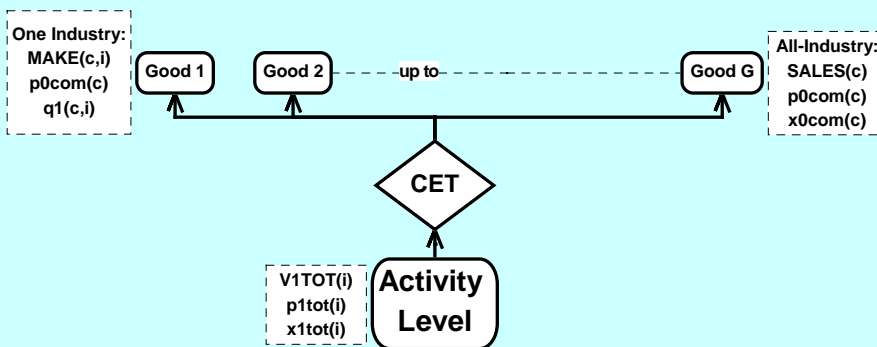 One Industry:
MAKE(c,i)
p0com(c)
q1(c,i)
Good 1
Good 2
up to
Good G
All-Industry:
SALES(c)
p0com(c)
x0com(c)
CET
V1TOT(i)
p1tot(i)
x1tot(i)
Activity
Level